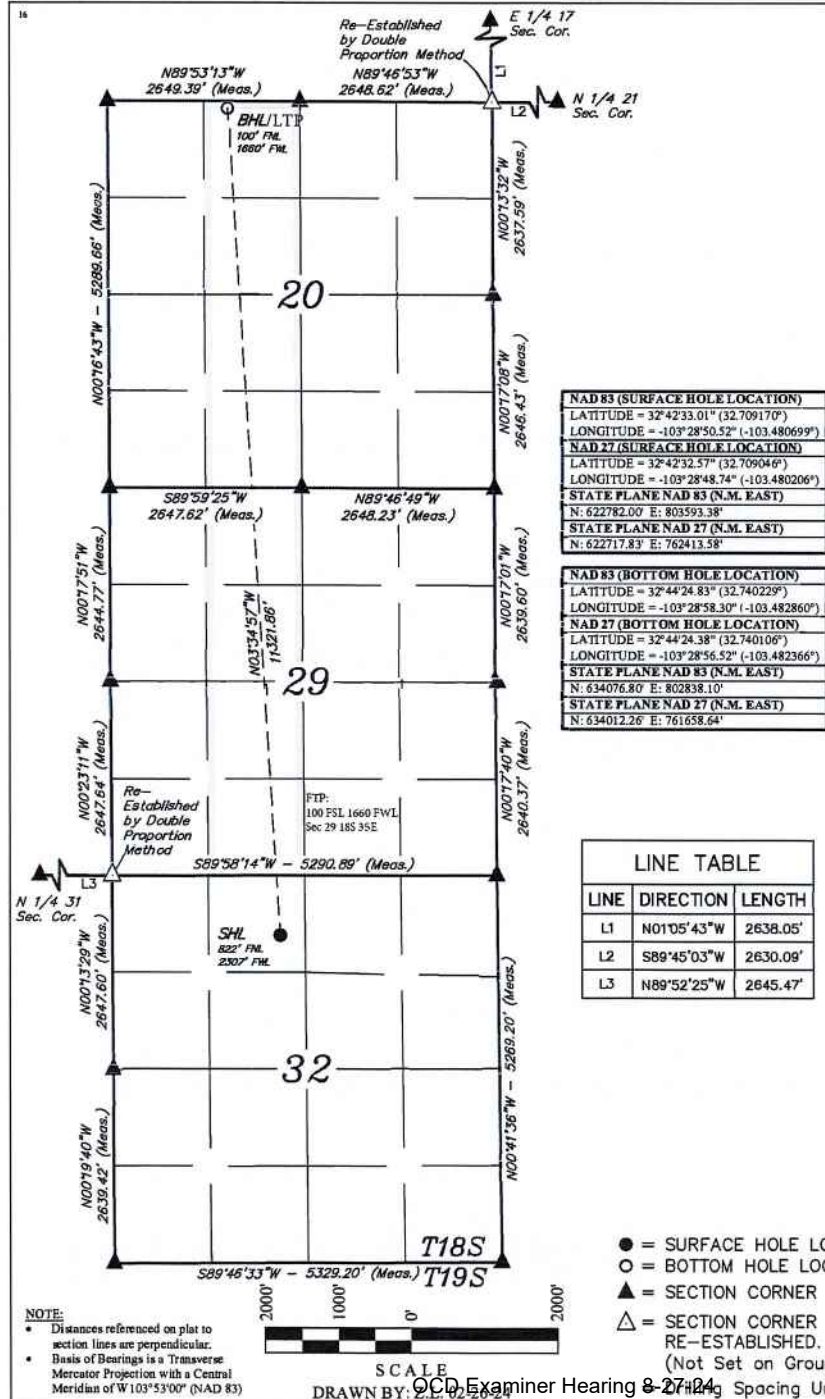 16
Re-Established
by Double
Proportion Method
E 1/4 17
Sec. Cor.
L1
N89°53'13"W
2649.39' (Meas.)
N89°46'53"W
2648.62' (Meas.)
L2
N 1/4 21
Sec. Cor.
BHL/LTP
100' FNL
1660' FWL
N00°13'32"W
2637.59' (Meas.)
N00°16'43"W - 5289.66' (Meas.)
20
N00°17'08"W
2646.43' (Meas.)
S89°59'25"W
2647.62' (Meas.)
N89°46'49"W
2648.23' (Meas.)
NAD 83 (SURFACE HOLE LOCATION)
LATITUDE = 32°42'33.01" (32.709170°)
LONGITUDE = -103°28'50.52" (-103.480699°)
NAD 27 (SURFACE HOLE LOCATION)
LATITUDE = 32°42'32.57" (32.709046°)
LONGITUDE = -103°28'48.74" (-103.480206°)
STATE PLANE NAD 83 (N.M. EAST)
N: 622782.00' E: 803593.38'
STATE PLANE NAD 27 (N.M. EAST)
N: 622717.83' E: 762413.58'
NAD 83 (BOTTOM HOLE LOCATION)
LATITUDE = 32°44'24.83" (32.740229°)
LONGITUDE = -103°28'58.30" (-103.482860°)
NAD 27 (BOTTOM HOLE LOCATION)
LATITUDE = 32°44'24.38" (32.740106°)
LONGITUDE = -103°28'56.52" (-103.482366°)
STATE PLANE NAD 83 (N.M. EAST)
N: 634076.80' E: 802838.10'
STATE PLANE NAD 27 (N.M. EAST)
N: 634012.26' E: 761658.64'
N00°17'51"W
2644.77' (Meas.)
N03°34'57"W
11321.86'
N00°17'01"W
2639.60' (Meas.)
29
N00°23'11"W
2647.64' (Meas.)
Re-
Established
by Double
Proportion
Method
FTP:
100 FSL 1660 FWL
Sec 29 18S 35E
N00°17'40"W
2640.37' (Meas.)
S89°58'14"W - 5290.89' (Meas.)
L3
N 1/4 31
Sec. Cor.
SHL
822' FNL
2307' FWL
N00°13'29"W
2647.60' (Meas.)
LINE TABLE
LINE DIRECTION LENGTH
L1 N01°05'43"W 2638.05'
L2 S89°45'03"W 2630.09'
L3 N89°52'25"W 2645.47'
32
N00°41'36"W - 5269.20' (Meas.)
N00°19'40"W
2639.42' (Meas.)
T18S
S89°46'33"W - 5329.20' (Meas.) T19S
● = SURFACE HOLE LO
○ = BOTTOM HOLE LOC
▲ = SECTION CORNER
△ = SECTION CORNER
RE-ESTABLISHED.
(Not Set on Grou
Spacing U
NOTE:
• Distances referenced on plat to
section lines are perpendicular.
• Basis of Bearings is a Transverse
Mercator Projection with a Central
Meridian of W103°53'00" (NAD 83)
2000' 1000' 0' 2000'
SCALE
DRAWN BY: Z.L. 02-26-24
OCD Examiner Hearing 8-27-24